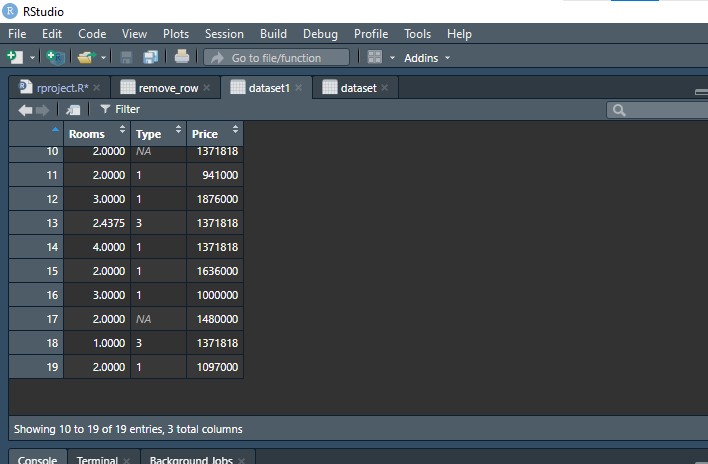 RStudio
File Edit Code View Plots Session Build Debug Profile Tools Help
Go to file/function Addins
rproject.R* remove_row dataset1 dataset
Filter
Rooms Type Price
10 2.0000 NA 1371818
11 2.0000 1 941000
12 3.0000 1 1876000
13 2.4375 3 1371818
14 4.0000 1 1371818
15 2.0000 1 1636000
16 3.0000 1 1000000
17 2.0000 NA 1480000
18 1.0000 3 1371818
19 2.0000 1 1097000
Showing 10 to 19 of 19 entries, 3 total columns
Console Terminal Background Jobs